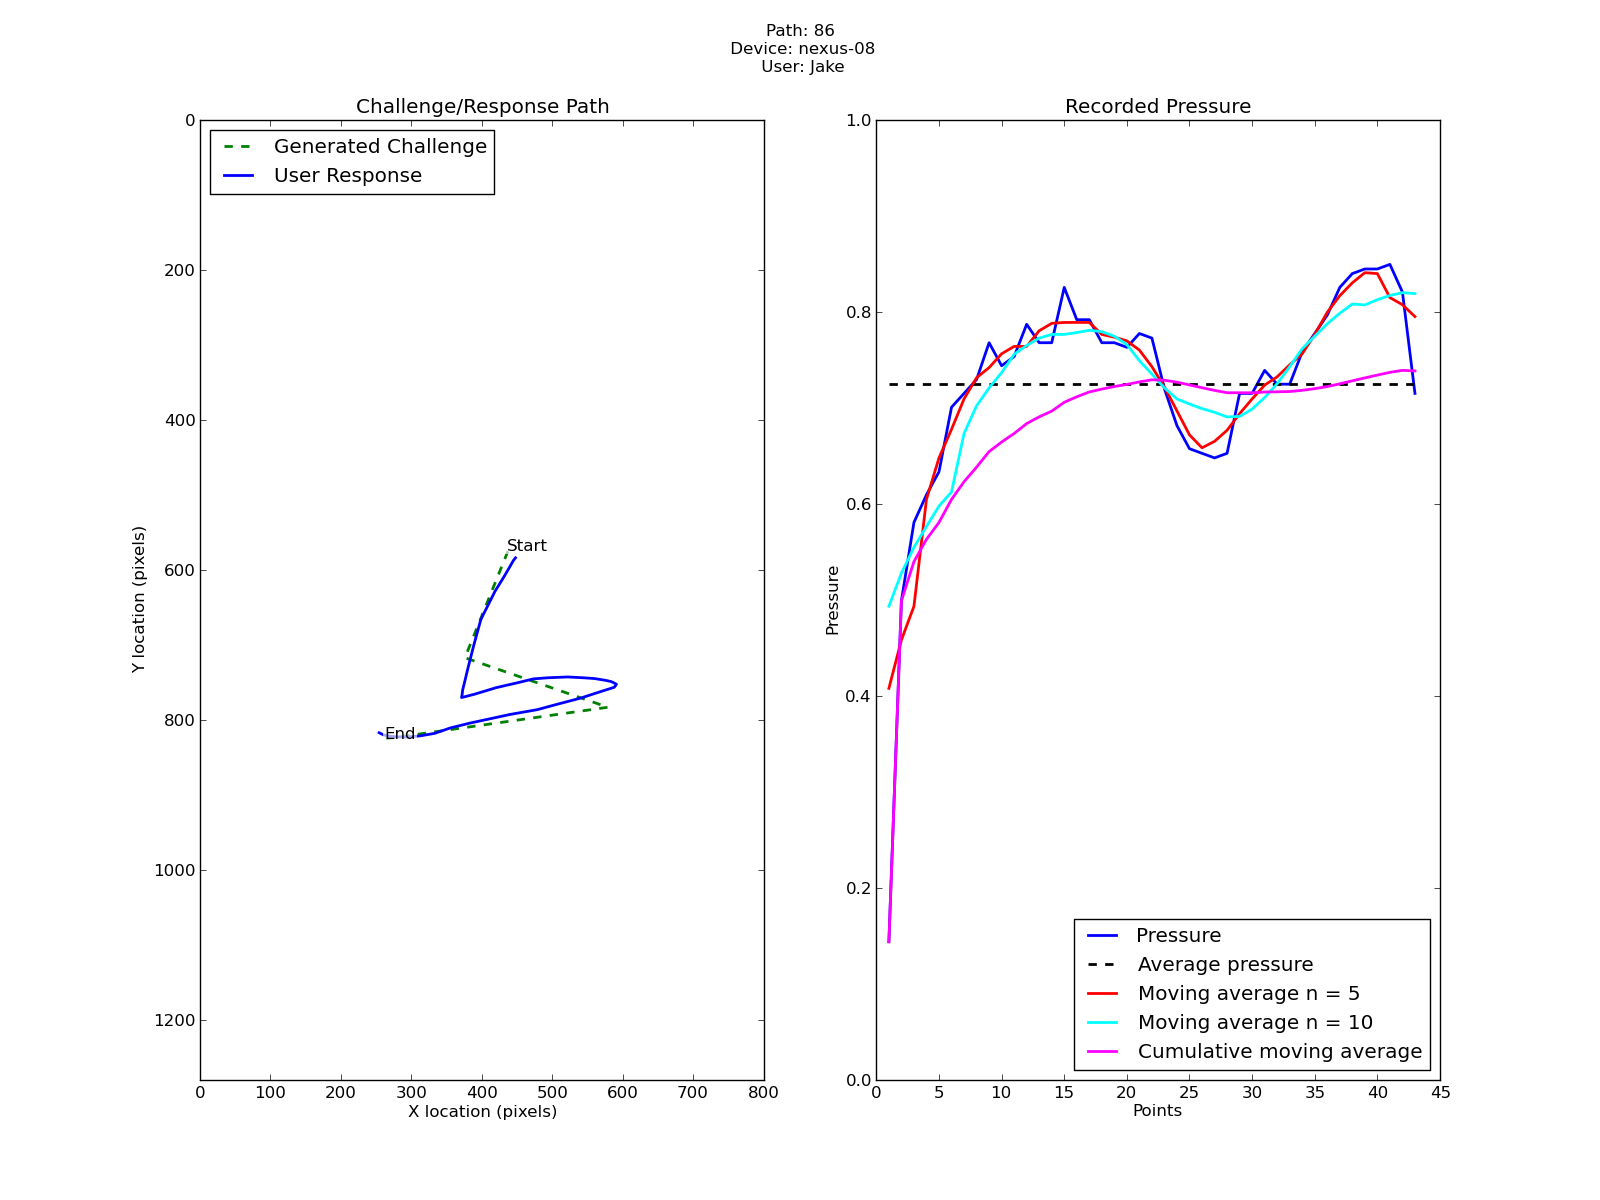 Path: 86
Device: nexus-08
User: Jake
Challenge/Response Path
Generated Challenge
User Response
0
200
400
600
800
1000
1200
Y location (pixels)
Start
End
0 100 200 300 400 500 600 700 800
X location (pixels)
Recorded Pressure
1.0
0.8
0.6
0.4
0.2
0.0
Pressure
Pressure
Average pressure
Moving average n = 5
Moving average n = 10
Cumulative moving average
0 5 10 15 20 25 30 35 40 45
Points